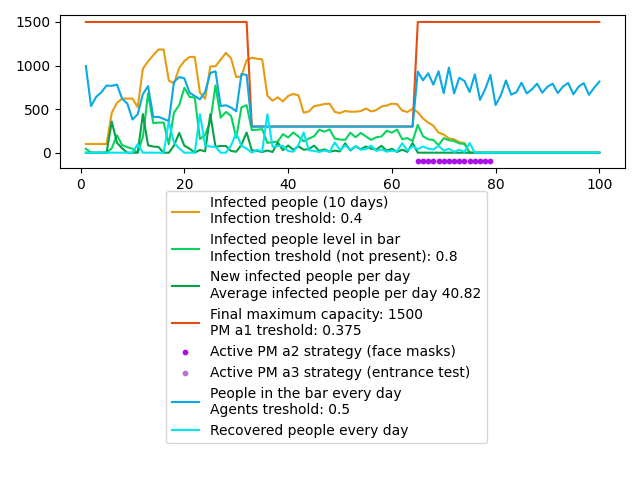 1500
1000
500
0
0
20
40
60
80
100
Infected people (10 days)
Infection treshold: 0.4
Infected people level in bar
Infection treshold (not present): 0.8
New infected people per day
Average infected people per day 40.82
Final maximum capacity: 1500
PM a1 treshold: 0.375
Active PM a2 strategy (face masks)
Active PM a3 strategy (entrance test)
People in the bar every day
Agents treshold: 0.5
Recovered people every day